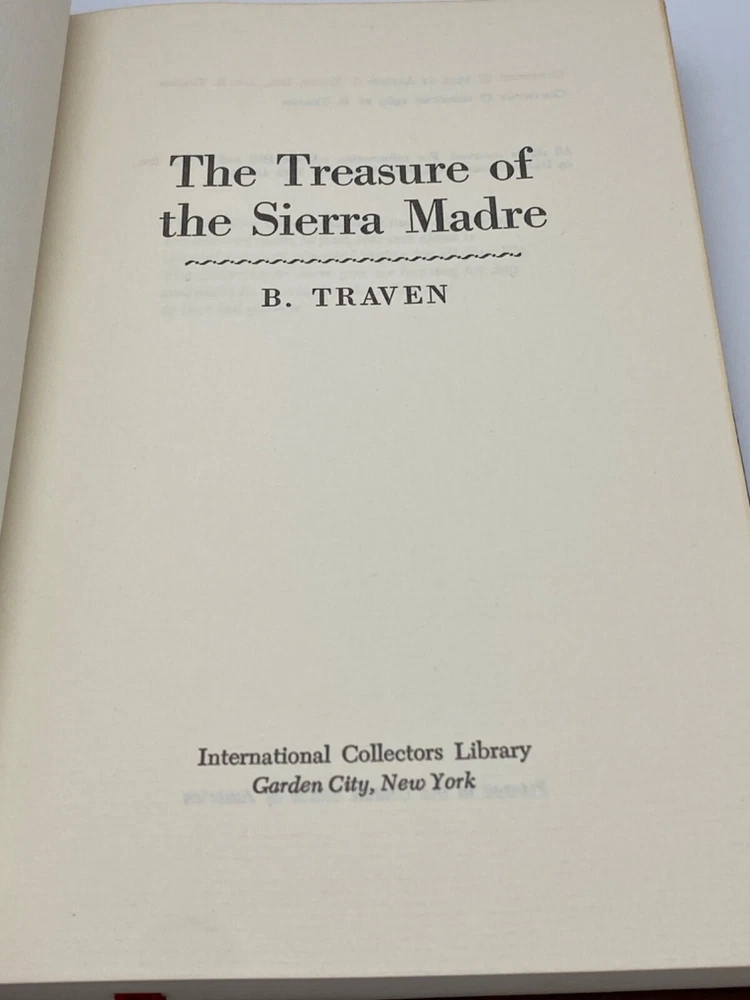 The Treasure of
the Sierra Madre
B. TRAVEN
International Collectors Library
Garden City, New York